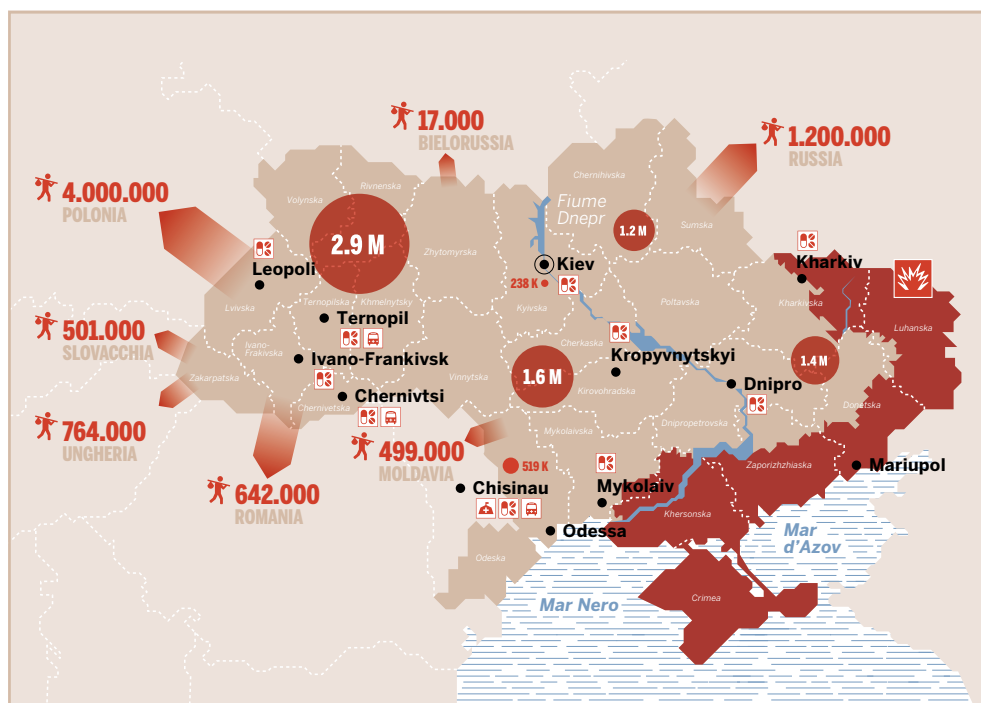 17.000
BIELORUSSIA
1.200.000
RUSSIA
4.000.000
POLONIA
501.000
SLOVACCHIA
764.000
UNGHERIA
642.000
ROMANIA
499.000
MOLDAVIA
2.9 M
1.2 M
238 K
1.6 M
1.4 M
519 K
Volynska
Rivnenska
Zhytomyrska
Chernihivska
Sumska
Fiume
Dnepr
Leopoli
Lvivska
Ternopilska
Khmelnytsky
Ternopil
Ivano-
Frakivska
Ivano-Frankivsk
Zakarpatska
Chernivetska
Chernivtsi
Vinnytska
Kiev
Kyivska
Cherkaska
Poltavska
Kharkiv
Kharkivska
Luhanska
Kropyvnytskyi
Kirovohradska
Dnipro
Dnipropetrovska
Donetska
Mykolaivska
Zaporizhzhiaska
Mariupol
Chisinau
Mykolaiv
Khersonska
Odessa
Odeska
Mar
d'Azov
Mar Nero
Crimea